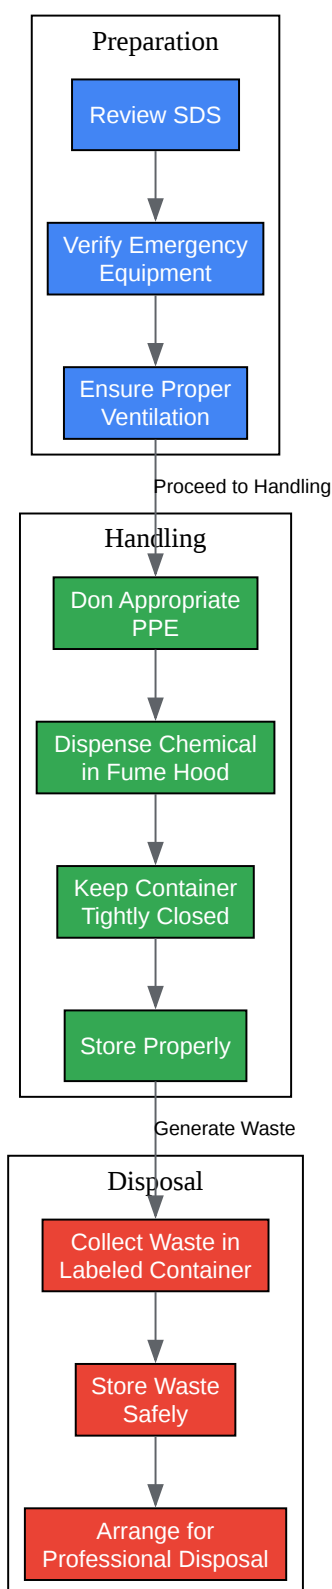 Preparation
Review SDS
Verify Emergency
Equipment
Ensure Proper
Ventilation
Proceed to Handling
Handling
Don Appropriate
PPE
Dispense Chemical
in Fume Hood
Keep Container
Tightly Closed
Store Properly
Generate Waste
Disposal
Collect Waste in
Labeled Container
Store Waste
Safely
Arrange for
Professional Disposal